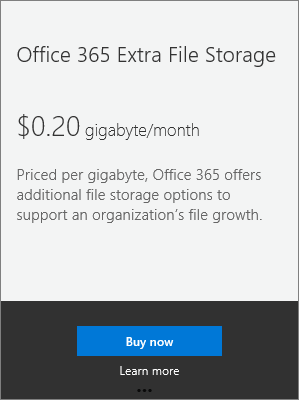 Office 365 Extra File Storage
$0.20 gigabyte/month
Priced per gigabyte, Office 365 offers
additional file storage options to
support an organization's file growth.
Buy now
Learn more
...